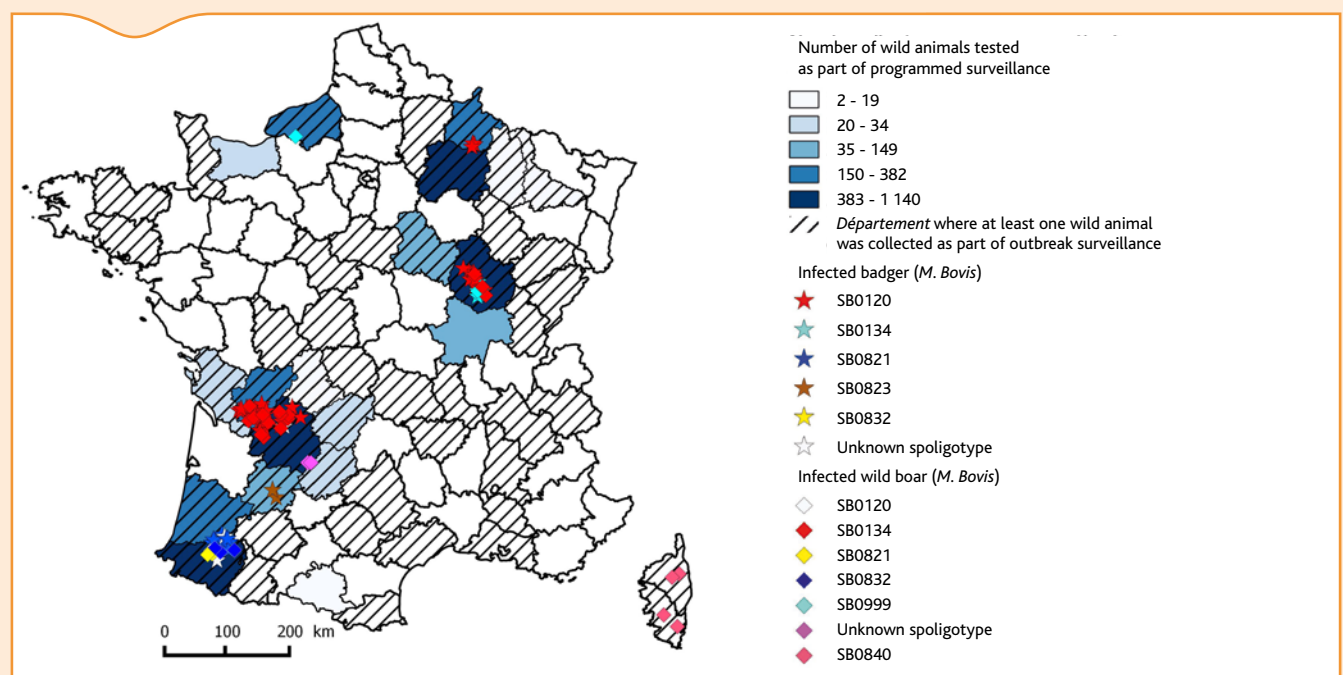 Number of wild animals tested
as part of programmed surveillance
2 - 19
20 - 34
35 - 149
150 - 382
383 - 1 140
Département where at least one wild animal
was collected as part of outbreak surveillance
Infected badger (M. Bovis)
SB0120
SB0134
SB0821
SB0823
SB0832
Unknown spoligotype
Infected wild boar (M. Bovis)
SB0120
SB0134
SB0821
SB0832
SB0999
Unknown spoligotype
SB0840
0 100 200 km